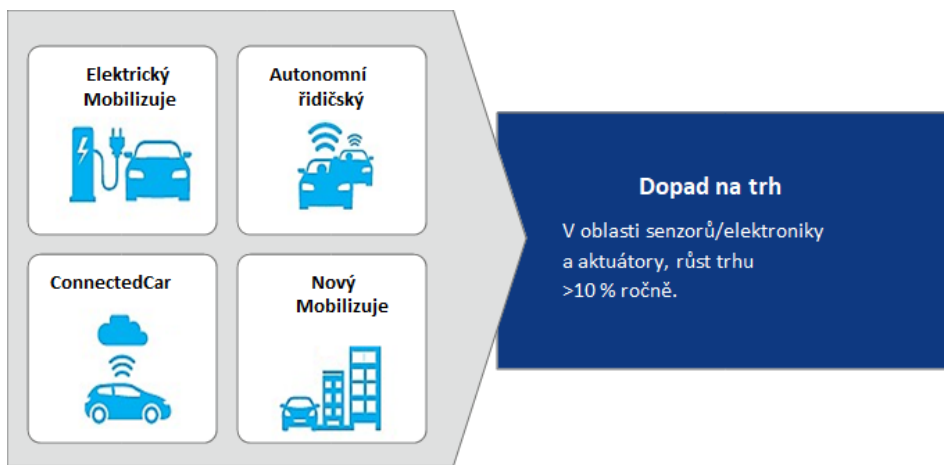 Elektrický
Mobilizuje
Autonomní
řidičský
ConnectedCar
Nový
Mobilizuje
Dopad na trh
V oblasti senzorů/elektroniky
a aktuátory, růst trhu
>10 % ročně.